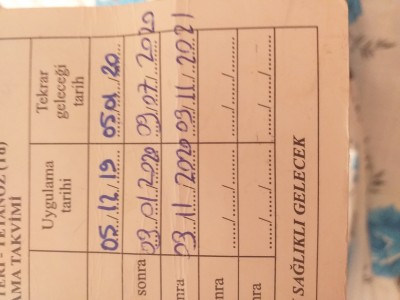 TERİ - TETANOZ (Td)
AMA TAKVİMİ
Uygulama tarihi
Tekrar geleceği tarih
05/12/19 05/01/20
sonra 03/01/2020 03/07/2020
nra 03/11/2020 03/11/2021
nra ....../....../...... ....../....../......
ra ....../....../...... ....../....../......
SAĞLIKLI GELECEK